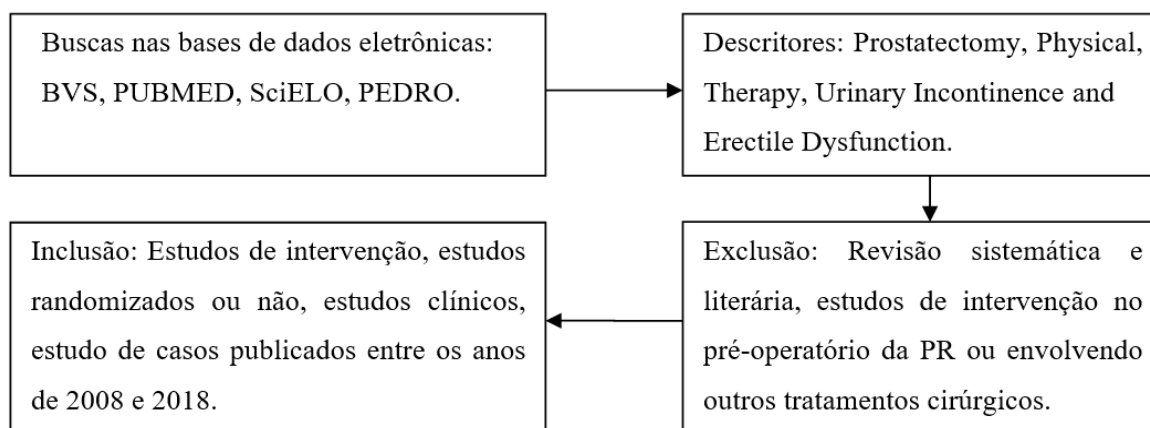 Buscas nas bases de dados eletrônicas:
BVS, PUBMED, SciELO, PEDRO.
Descritores: Prostatectomy, Physical,
Therapy, Urinary Incontinence and
Erectile Dysfunction.
Exclusão: Revisão sistemática e
literária, estudos de intervenção no
pré-operatório da PR ou envolvendo
outros tratamentos cirúrgicos.
Inclusão: Estudos de intervenção, estudos
randomizados ou não, estudos clínicos,
estudo de casos publicados entre os anos
de 2008 e 2018.